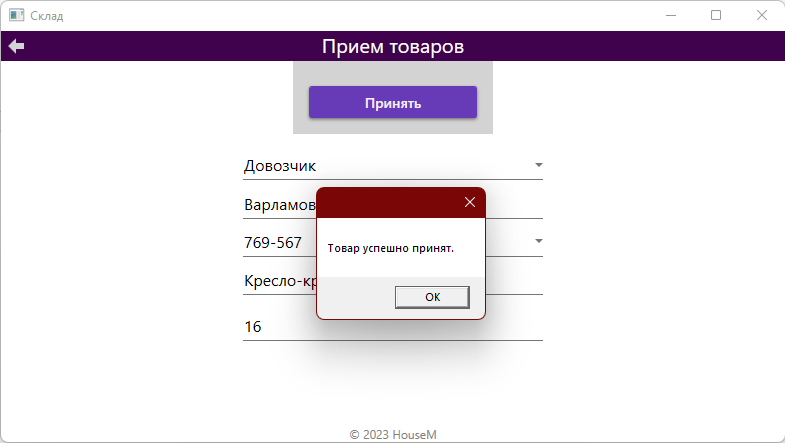 Склад
Прием товаров
Принять
Довозчик
Варламов
769-567
Товар успешно принят.
Кресло-кр
OK
16
© 2023 HouseM